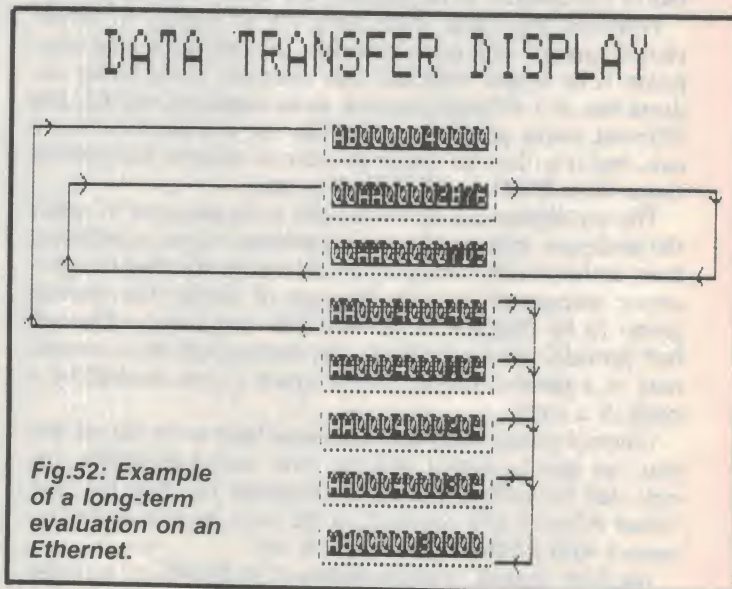 DATA TRANSFER DISPLAY
AB0000040000
AA0004000404
AA0004000104
AA0004000204
AA0004000304
AB0000030000
Fig.52: Example
of a long-term
evaluation on an
Ethernet.